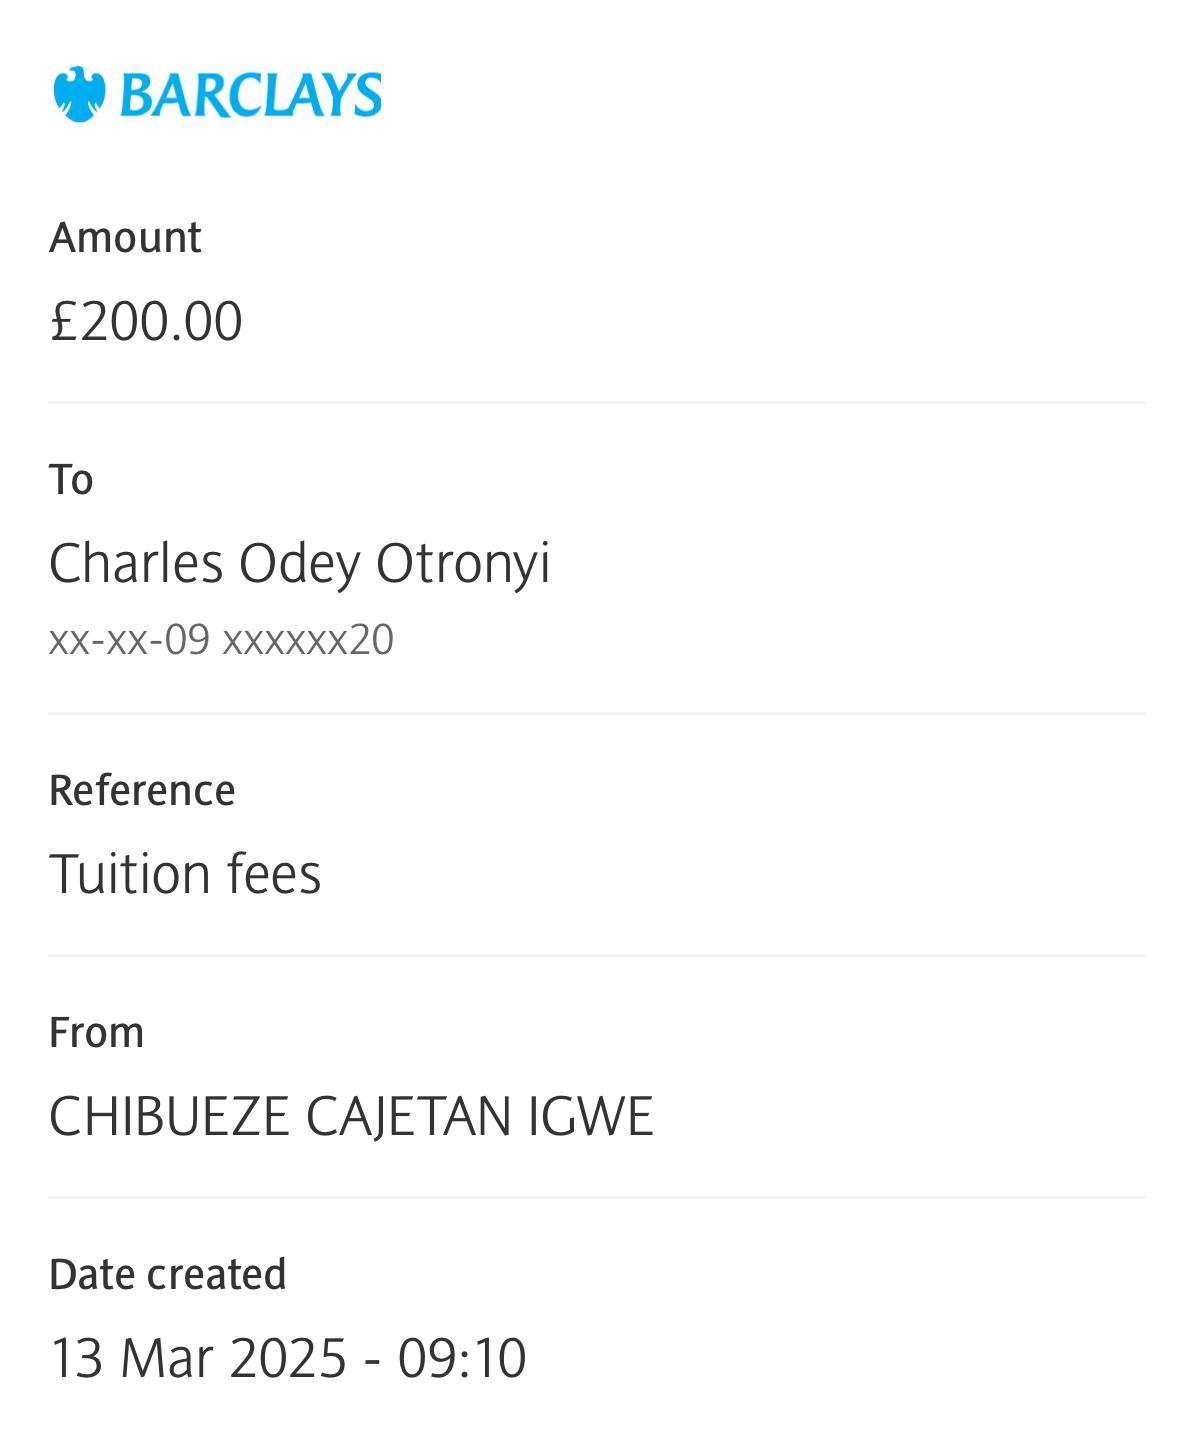 BARCLAYS
Amount
£200.00
To
Charles Odey Otronyi
xx-xx-09 xxxxxx20
Reference
Tuition fees
From
CHIBUEZE CAJETAN IGWE
Date created
13 Mar 2025 - 09:10